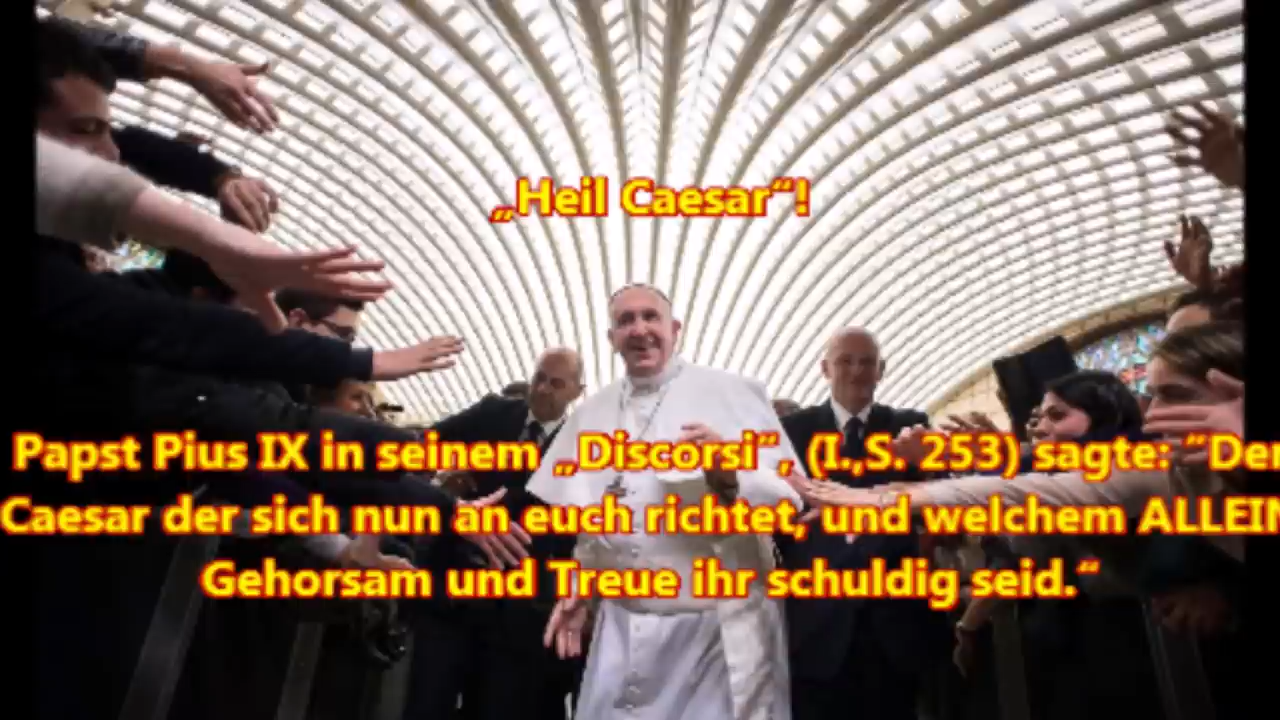 „Heil Caesar“!
Papst Pius IX in seinem „Discorsi“, (I.,S. 253) sagte: “Der
Caesar der sich nun an euch richtet, und welchem ALLEIN
Gehorsam und Treue ihr schuldig seid.“